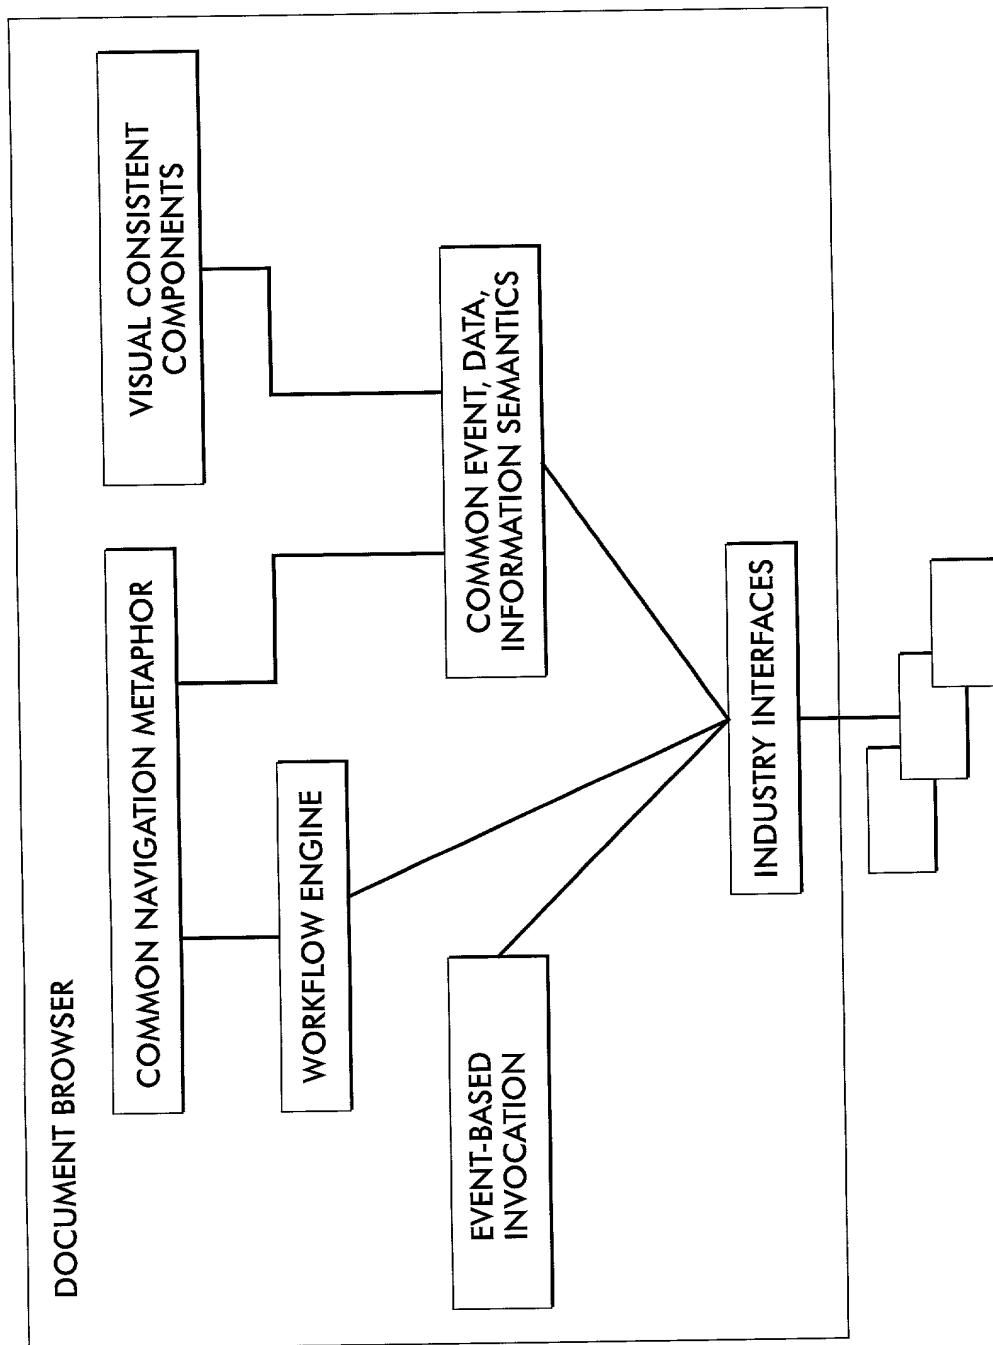 DOCUMENT BROWSER
COMMON NAVIGATION METAPHOR
VISUAL CONSISTENT
COMPONENTS
WORKFLOW ENGINE
EVENT-BASED
INVOCATION
COMMON EVENT, DATA,
INFORMATION SEMANTICS
INDUSTRY INTERFACES